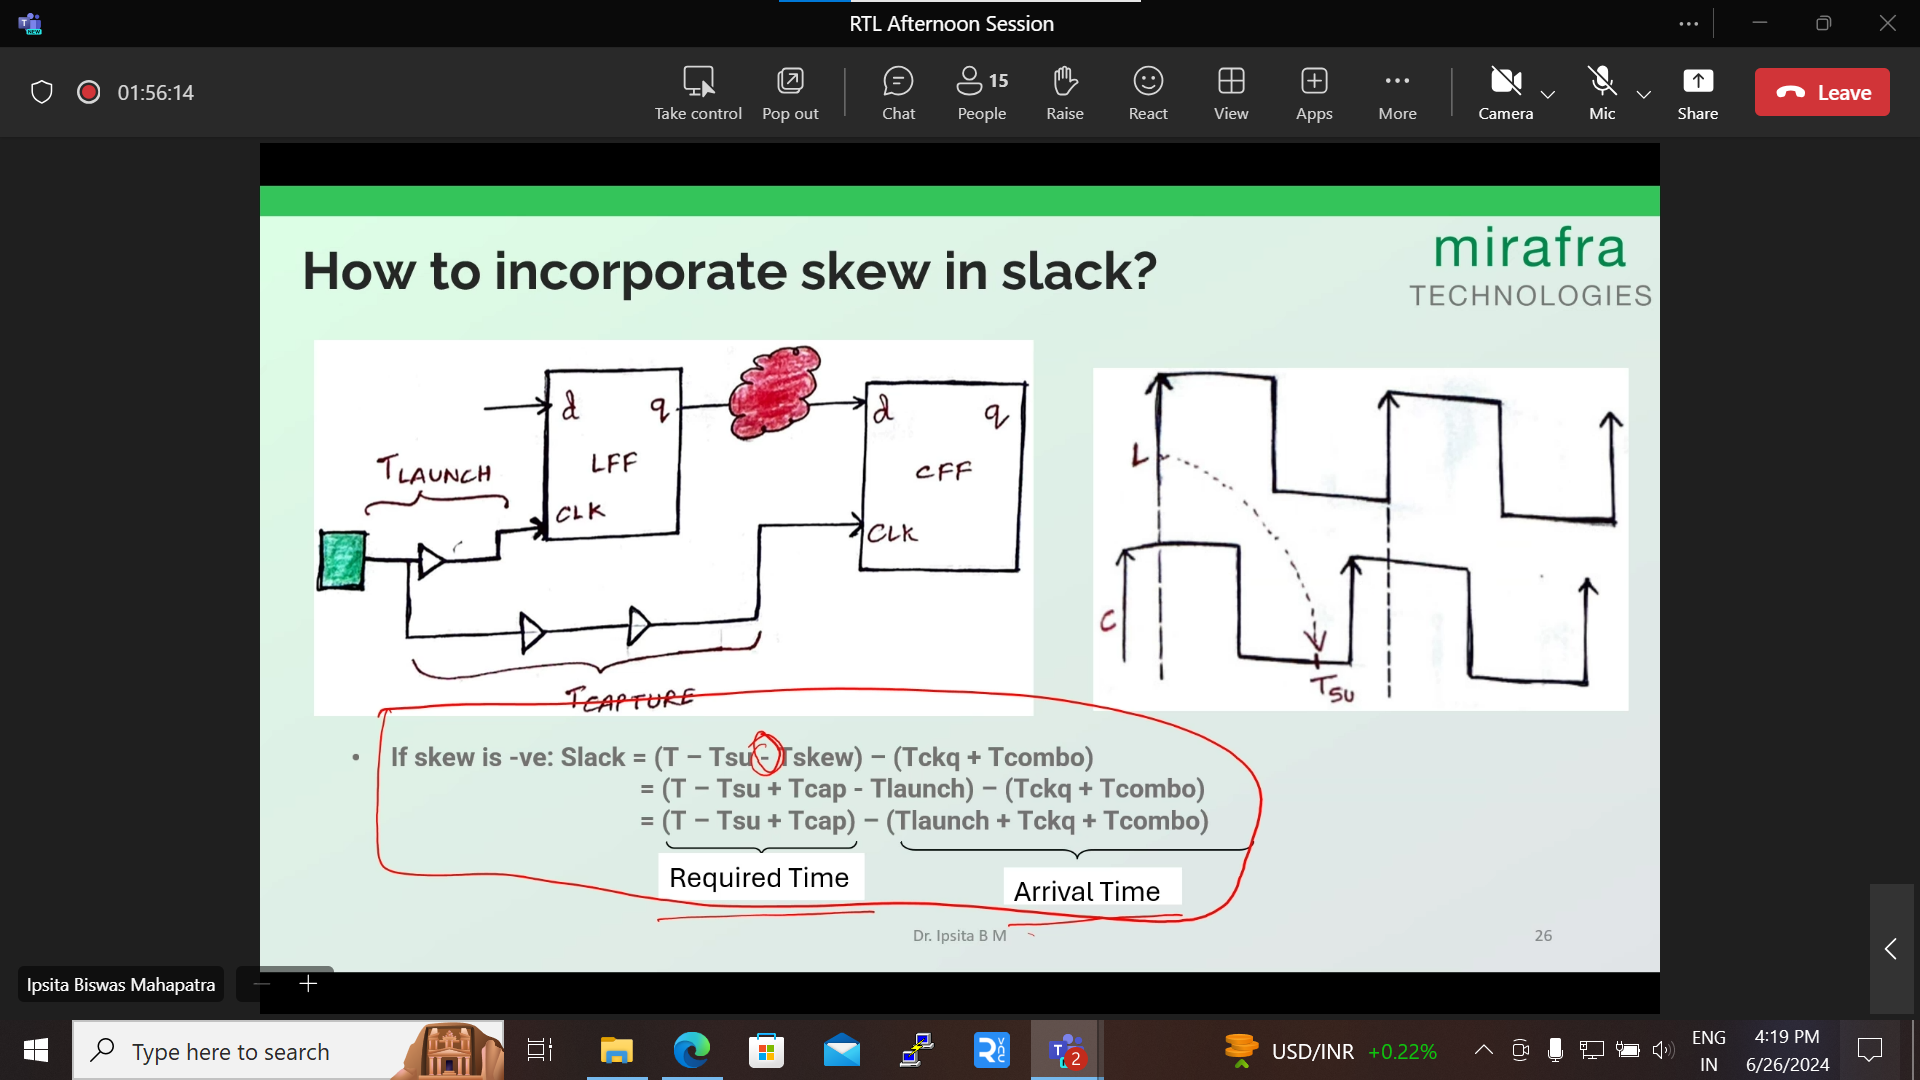 RTL Afternoon Session
01:56:14
Take control
Pop out
Chat
15
People
Raise
React
View
Apps
More
Camera
Mic
Share
Leave
How to incorporate skew in slack?
mirafra
TECHNOLOGIES
d q
LFF
CLK
TLAUNCH
d q
CFF
CLK
TCAPTURE
L
C
TSU
• If skew is -ve: Slack = (T – Tsu - Tskew) – (Tckq + Tcombo)
= (T – Tsu + Tcap - Tlaunch) – (Tckq + Tcombo)
= (T – Tsu + Tcap) – (Tlaunch + Tckq + Tcombo)
Required Time
Arrival Time
Dr. Ipsita B M
26
Ipsita Biswas Mahapatra
Type here to search
2
USD/INR +0.22%
ENG
IN
4:19 PM
6/26/2024